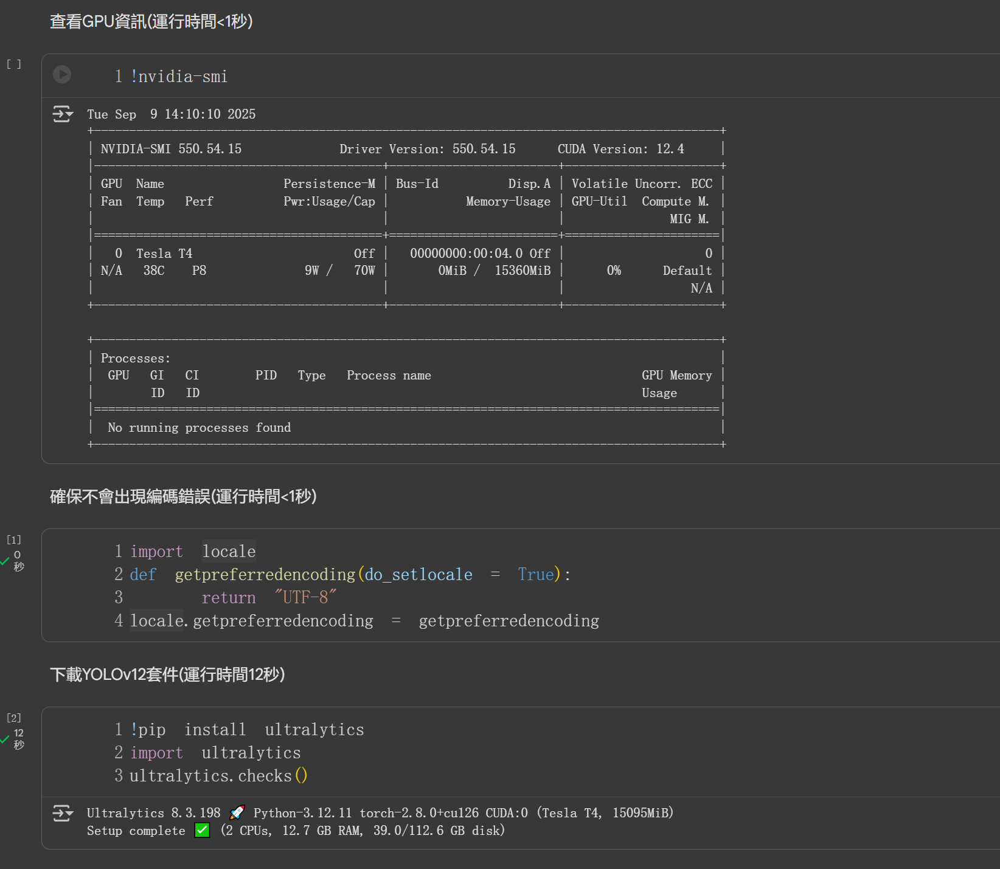 查看GPU資訊(運行時間<1秒)
[ ]
1 !nvidia-smi
Tue Sep  9 14:10:10 2025
+-----------------------------------------------------------------------------------------+
| NVIDIA-SMI 550.54.15              Driver Version: 550.54.15      CUDA Version: 12.4     |
|-----------------------------------------+------------------------+----------------------+
| GPU  Name                 Persistence-M | Bus-Id          Disp.A | Volatile Uncorr. ECC |
| Fan  Temp   Perf          Pwr:Usage/Cap |           Memory-Usage | GPU-Util  Compute M. |
|                                         |                        |               MIG M. |
|=========================================+========================+======================|
|   0  Tesla T4                       Off |   00000000:00:04.0 Off |                    0 |
| N/A   38C    P8              9W /   70W |       0MiB /  15360MiB |      0%      Default |
|                                         |                        |                  N/A |
+-----------------------------------------+------------------------+----------------------+
+-----------------------------------------------------------------------------------------+
| Processes:                                                                              |
|  GPU   GI   CI        PID   Type   Process name                              GPU Memory |
|        ID   ID                                                               Usage      |
|=========================================================================================|
|  No running processes found                                                             |
+-----------------------------------------------------------------------------------------+
確保不會出現編碼錯誤(運行時間<1秒)
[1]
0
秒
1 import locale
2 def getpreferredencoding(do_setlocale = True):
3     return "UTF-8"
4 locale.getpreferredencoding = getpreferredencoding
下載YOLOv12套件(運行時間12秒)
[2]
12
秒
1 !pip install ultralytics
2 import ultralytics
3 ultralytics.checks()
Ultralytics 8.3.198 🚀 Python-3.12.11 torch-2.8.0+cu126 CUDA:0 (Tesla T4, 15095MiB)
Setup complete ✅ (2 CPUs, 12.7 GB RAM, 39.0/112.6 GB disk)